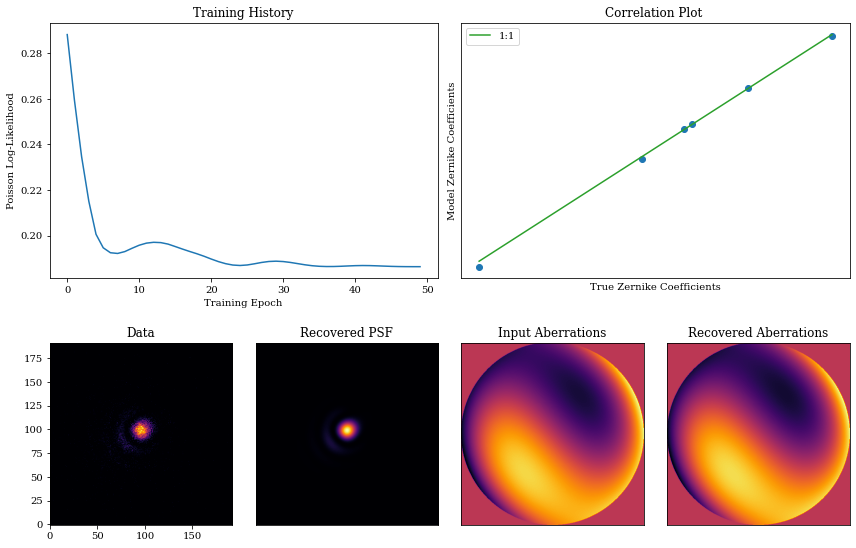 Training History
Correlation Plot
0.28
0.26
0.24
0.22
0.20
Poisson Log-Likelihood
0 10 20 30 40 50
Training Epoch
1:1
Model Zernike Coefficients
True Zernike Coefficients
Data
Recovered PSF
Input Aberrations
Recovered Aberrations
175
150
125
100
75
50
25
0
0 50 100 150